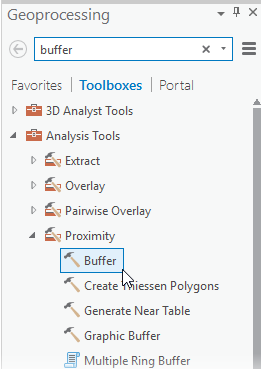 Geoprocessing
buffer
Favorites Toolboxes Portal
3D Analyst Tools
Analysis Tools
Extract
Overlay
Pairwise Overlay
Proximity
Buffer
Create Thiessen Polygons
Generate Near Table
Graphic Buffer
Multiple Ring Buffer